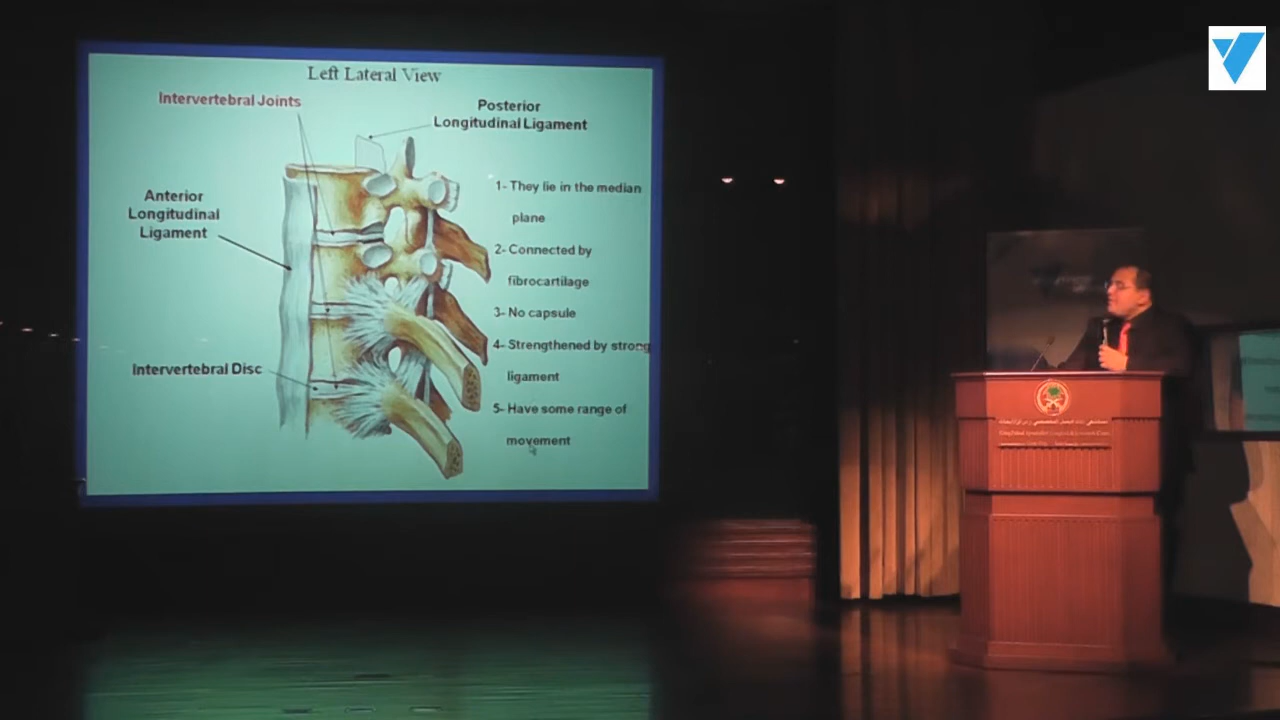 Left Lateral View
Intervertebral Joints
Posterior
Longitudinal Ligament
Anterior
Longitudinal
Ligament
1- They lie in the median
plane
2- Connected by
fibrocartilage
3- No capsule
4- Strengthened by strong
ligament
Intervertebral Disc
5- Have some range of
movement